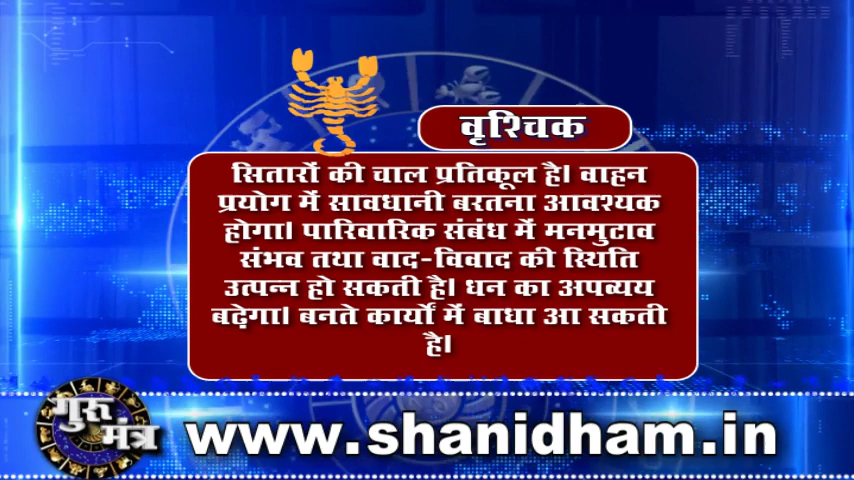 वृश्चिक
सितारों की चाल प्रतिकूल है। वाहन
प्रयोग में सावधानी बरतना आवश्यक
होगा। पारिवारिक संबंध में मनमुटाव
संभव तथा वाद-विवाद की स्थिति
उत्पन्न हो सकती है। धन का अपव्यय
बढ़ेगा। बनते कार्यों में बाधा आ सकती
है।
गुरु
मंत्र
www.shanidham.in